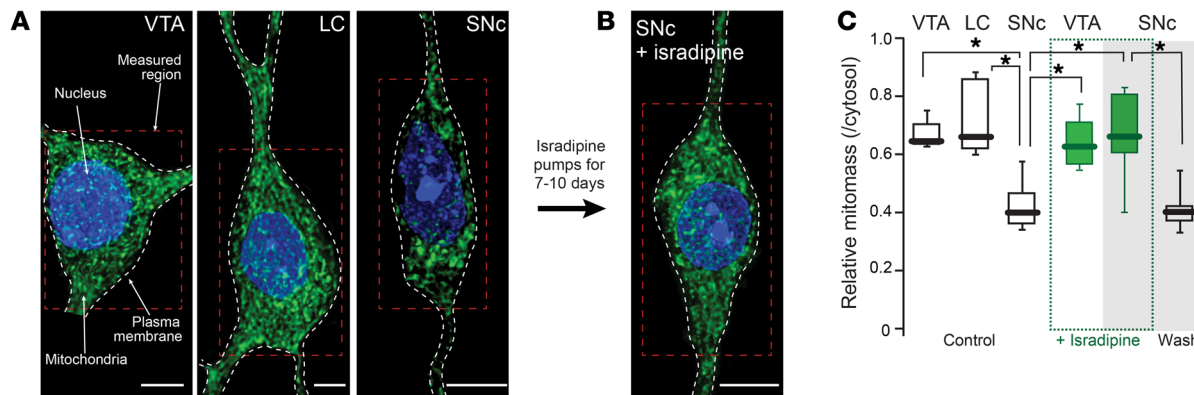 A
VTA
LC
SNc
Measured
region
Nucleus
Plasma
membrane
Mitochondria
Isradipine
pumps for
7-10 days
B
SNc
+ isradipine
C
VTA LC SNc VTA SNc
* * * * *
Relative mitomass (/cytosol)
1.0
0.8
0.6
0.4
0.2
0
Control
+ Isradipine
Wash